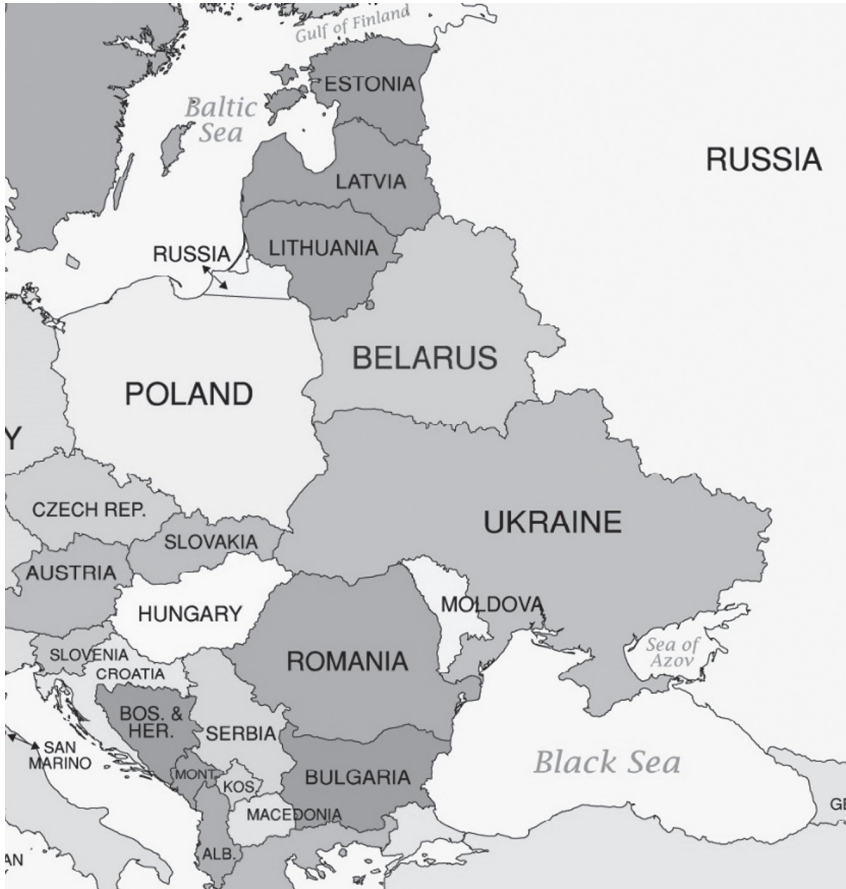 Gulf of Finland
ESTONIA
Baltic
Sea
RUSSIA
LATVIA
LITHUANIA
RUSSIA
BELARUS
POLAND
Y
CZECH REP.
UKRAINE
SLOVAKIA
AUSTRIA
HUNGARY
MOLDOVA
SLOVENIA
CROATIA
ROMANIA
Sea of
Azov
BOS. &
HER.
SERBIA
SAN
MARINO
MONT.
KOS.
BULGARIA
Black Sea
MACEDONIA
GE
ALB.
AN